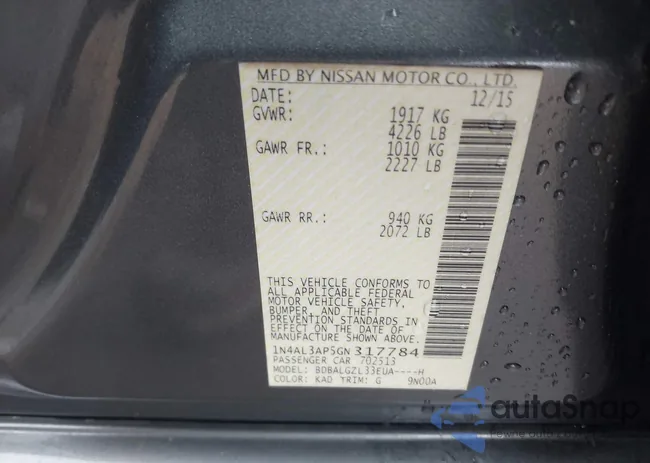 MFD BY NISSAN MOTOR CO., LTD.
DATE: 12/15
GVWR: 1917 KG
4226 LB
GAWR FR.: 1010 KG
2227 LB
GAWR RR.: 940 KG
2072 LB
THIS VEHICLE CONFORMS TO
ALL APPLICABLE FEDERAL
MOTOR VEHICLE SAFETY,
BUMPER, AND THEFT
PREVENTION STANDARDS IN
EFFECT ON THE DATE OF
MANUFACTURE SHOWN ABOVE.
1N4AL3AP5GN317784
PASSENGER CAR 702513
MODEL: BDBALGZL33EUA----H
COLOR: KAD TRIM: G 9N00A
autoSnap